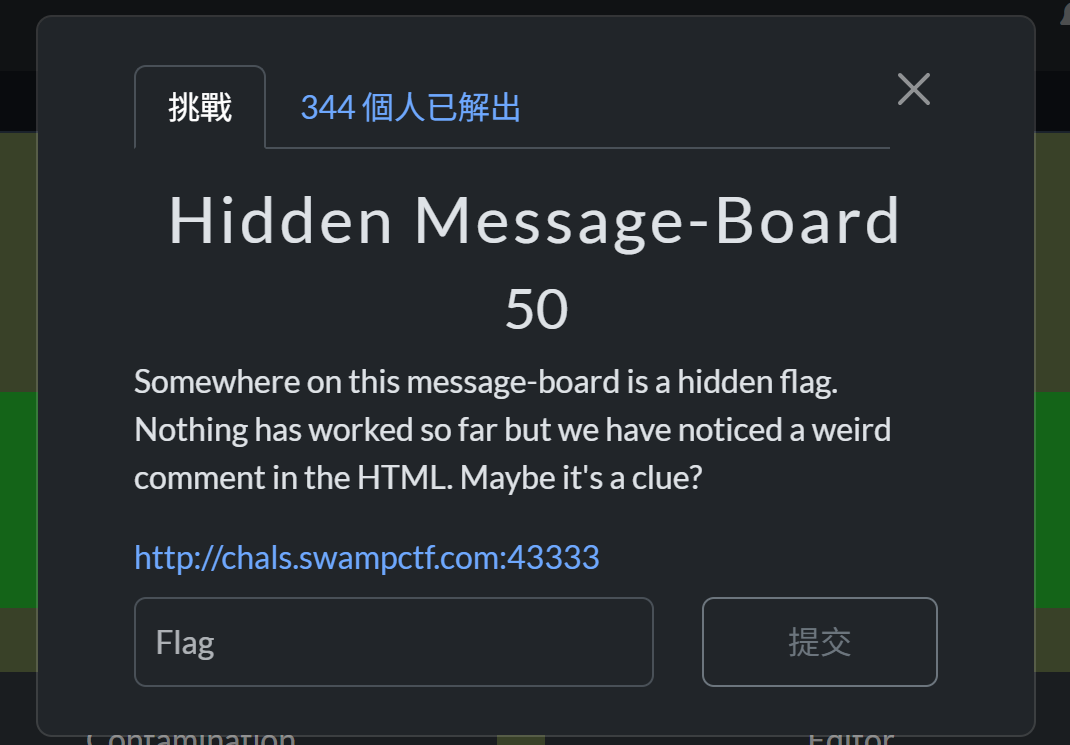 挑戰
344 個人已解出
Hidden Message-Board
50
Somewhere on this message-board is a hidden flag.
Nothing has worked so far but we have noticed a weird
comment in the HTML. Maybe it's a clue?
http://chals.swampctf.com:43333
Flag
提交
Contamination
Editor